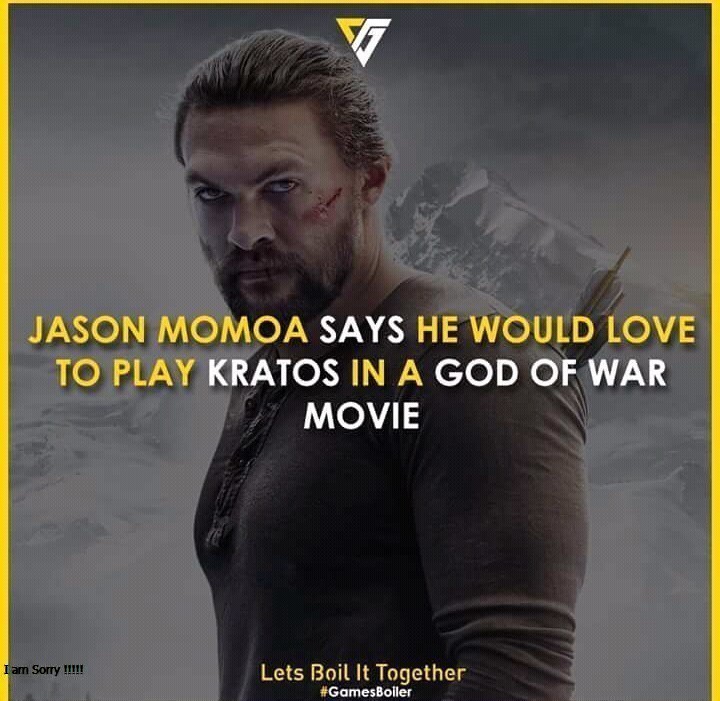 JASON MOMOA SAYS HE WOULD LOVE
TO PLAY KRATOS IN A GOD OF WAR
MOVIE
I am Sorry !!!!!
Lets Boil It Together
#GamesBoiler